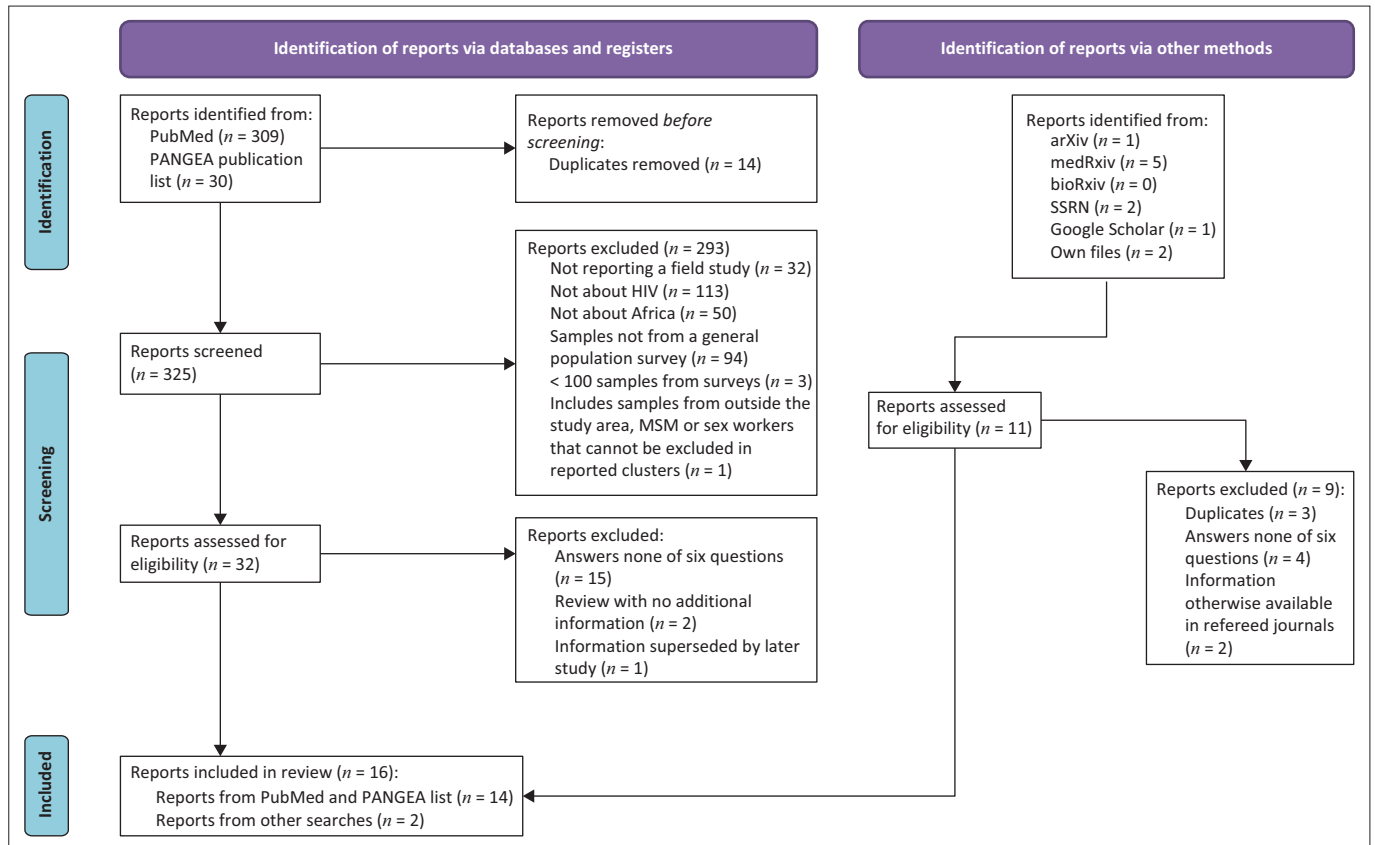 Identification of reports via databases and registers
Identification of reports via other methods
Identification
Reports identified from:
PubMed (n = 309)
PANGEA publication
list (n = 30)
Reports removed before
screening:
Duplicates removed (n = 14)
Reports identified from:
arXiv (n = 1)
medRxiv (n = 5)
bioRxiv (n = 0)
SSRN (n = 2)
Google Scholar (n = 1)
Own files (n = 2)
Screening
Reports screened
(n = 325)
Reports excluded (n = 293)
Not reporting a field study (n = 32)
Not about HIV (n = 113)
Not about Africa (n = 50)
Samples not from a general
population survey (n = 94)
< 100 samples from surveys (n = 3)
Includes samples from outside the
study area, MSM or sex workers
that cannot be excluded in
reported clusters (n = 1)
Reports assessed
for eligibility (n = 11)
Reports assessed for
eligibility (n = 32)
Reports excluded:
Answers none of six questions
(n = 15)
Review with no additional
information (n = 2)
Information superseded by later
study (n = 1)
Reports excluded (n = 9):
Duplicates (n = 3)
Answers none of six
questions (n = 4)
Information
otherwise available
in refereed journals
(n = 2)
Included
Reports included in review (n = 16):
Reports from PubMed and PANGEA list (n = 14)
Reports from other searches (n = 2)